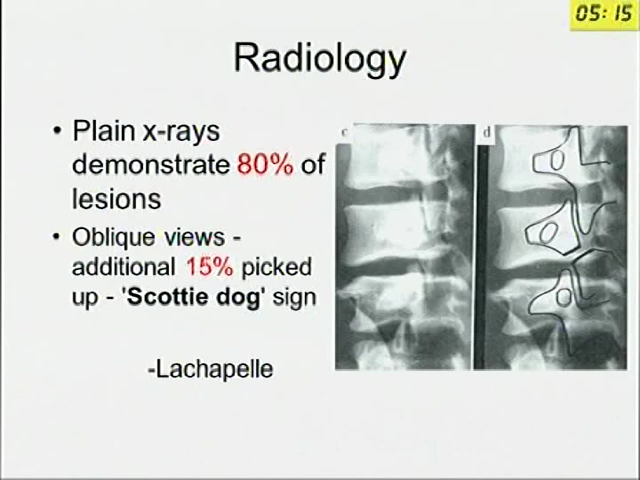 05:15
Radiology
• Plain x-rays
demonstrate 80% of
lesions
• Oblique views -
additional 15% picked
up - 'Scottie dog' sign
-Lachapelle
c
d